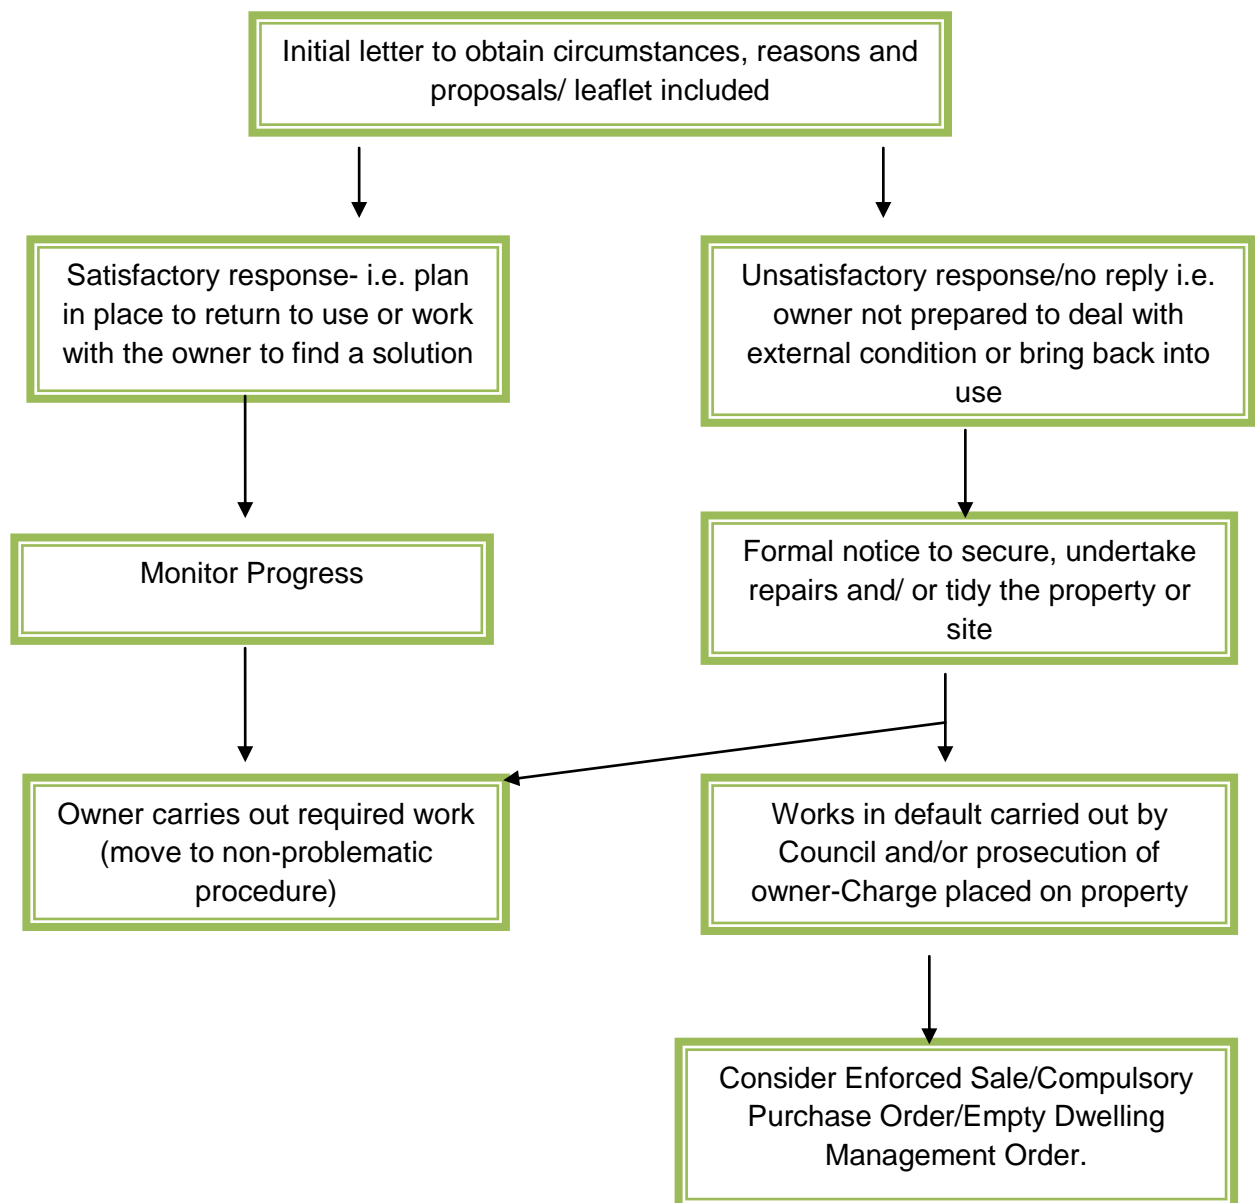 Initial letter to obtain circumstances, reasons and
proposals/ leaflet included
Satisfactory response- i.e. plan
in place to return to use or work
with the owner to find a solution
Unsatisfactory response/no reply i.e.
owner not prepared to deal with
external condition or bring back into
use
Monitor Progress
Formal notice to secure, undertake
repairs and/ or tidy the property or
site
Owner carries out required work
(move to non-problematic
procedure)
Works in default carried out by
Council and/or prosecution of
owner-Charge placed on property
Consider Enforced Sale/Compulsory
Purchase Order/Empty Dwelling
Management Order.